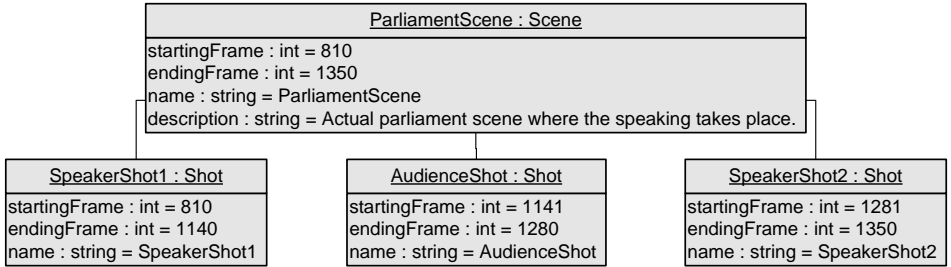 ParliamentScene : Scene
startingFrame : int = 810
endingFrame : int = 1350
name : string = ParliamentScene
description : string = Actual parliament scene where the speaking takes place.
SpeakerShot1 : Shot
startingFrame : int = 810
endingFrame : int = 1140
name : string = SpeakerShot1
AudienceShot : Shot
startingFrame : int = 1141
endingFrame : int = 1280
name : string = AudienceShot
SpeakerShot2 : Shot
startingFrame : int = 1281
endingFrame : int = 1350
name : string = SpeakerShot2